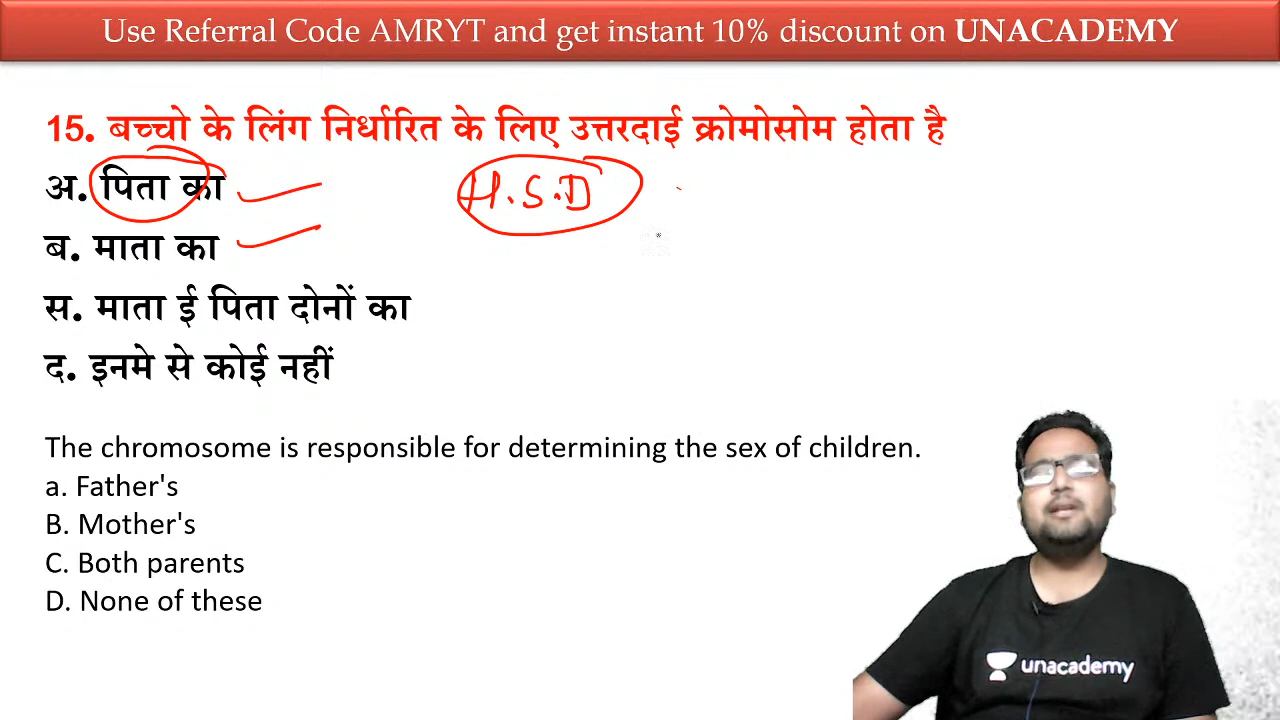 Use Referral Code AMRYT and get instant 10% discount on UNACADEMY
15. बच्चो के लिंग निर्धारित के लिए उत्तरदाई क्रोमोसोम होता है
अ. पिता का
H.S.D
ब. माता का
स. माता ई पिता दोनों का
द. इनमे से कोई नहीं
The chromosome is responsible for determining the sex of children.
a. Father's
B. Mother's
C. Both parents
D. None of these
unacademy